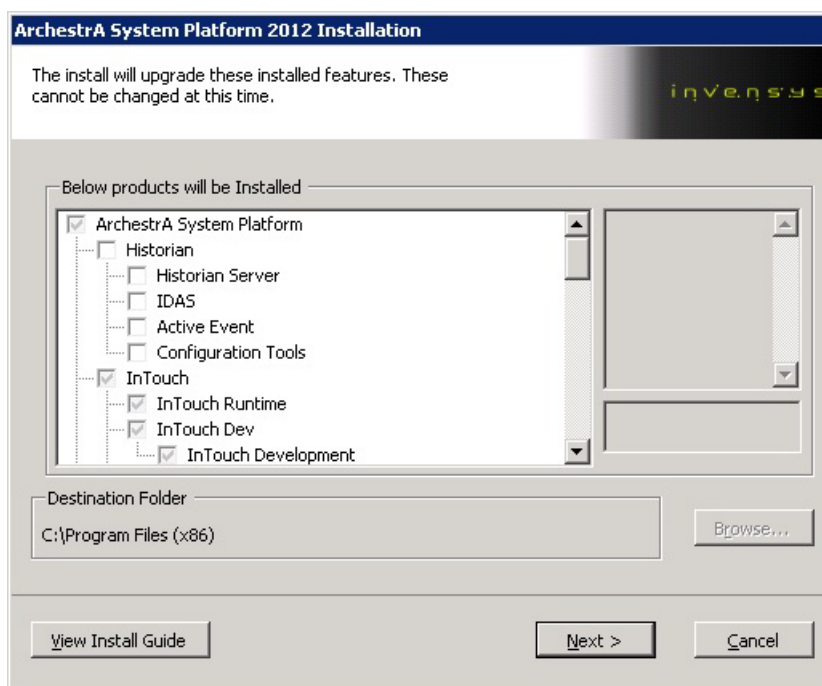 ArchestrA System Platform 2012 Installation
The install will upgrade these installed features. These
cannot be changed at this time.
i n v e. n s y s
Below products will be Installed
ArchestrA System Platform
Historian
Historian Server
IDAS
Active Event
Configuration Tools
InTouch
InTouch Runtime
InTouch Dev
InTouch Development
Destination Folder
C:\Program Files (x86)
Browse...
View Install Guide
Next >
Cancel